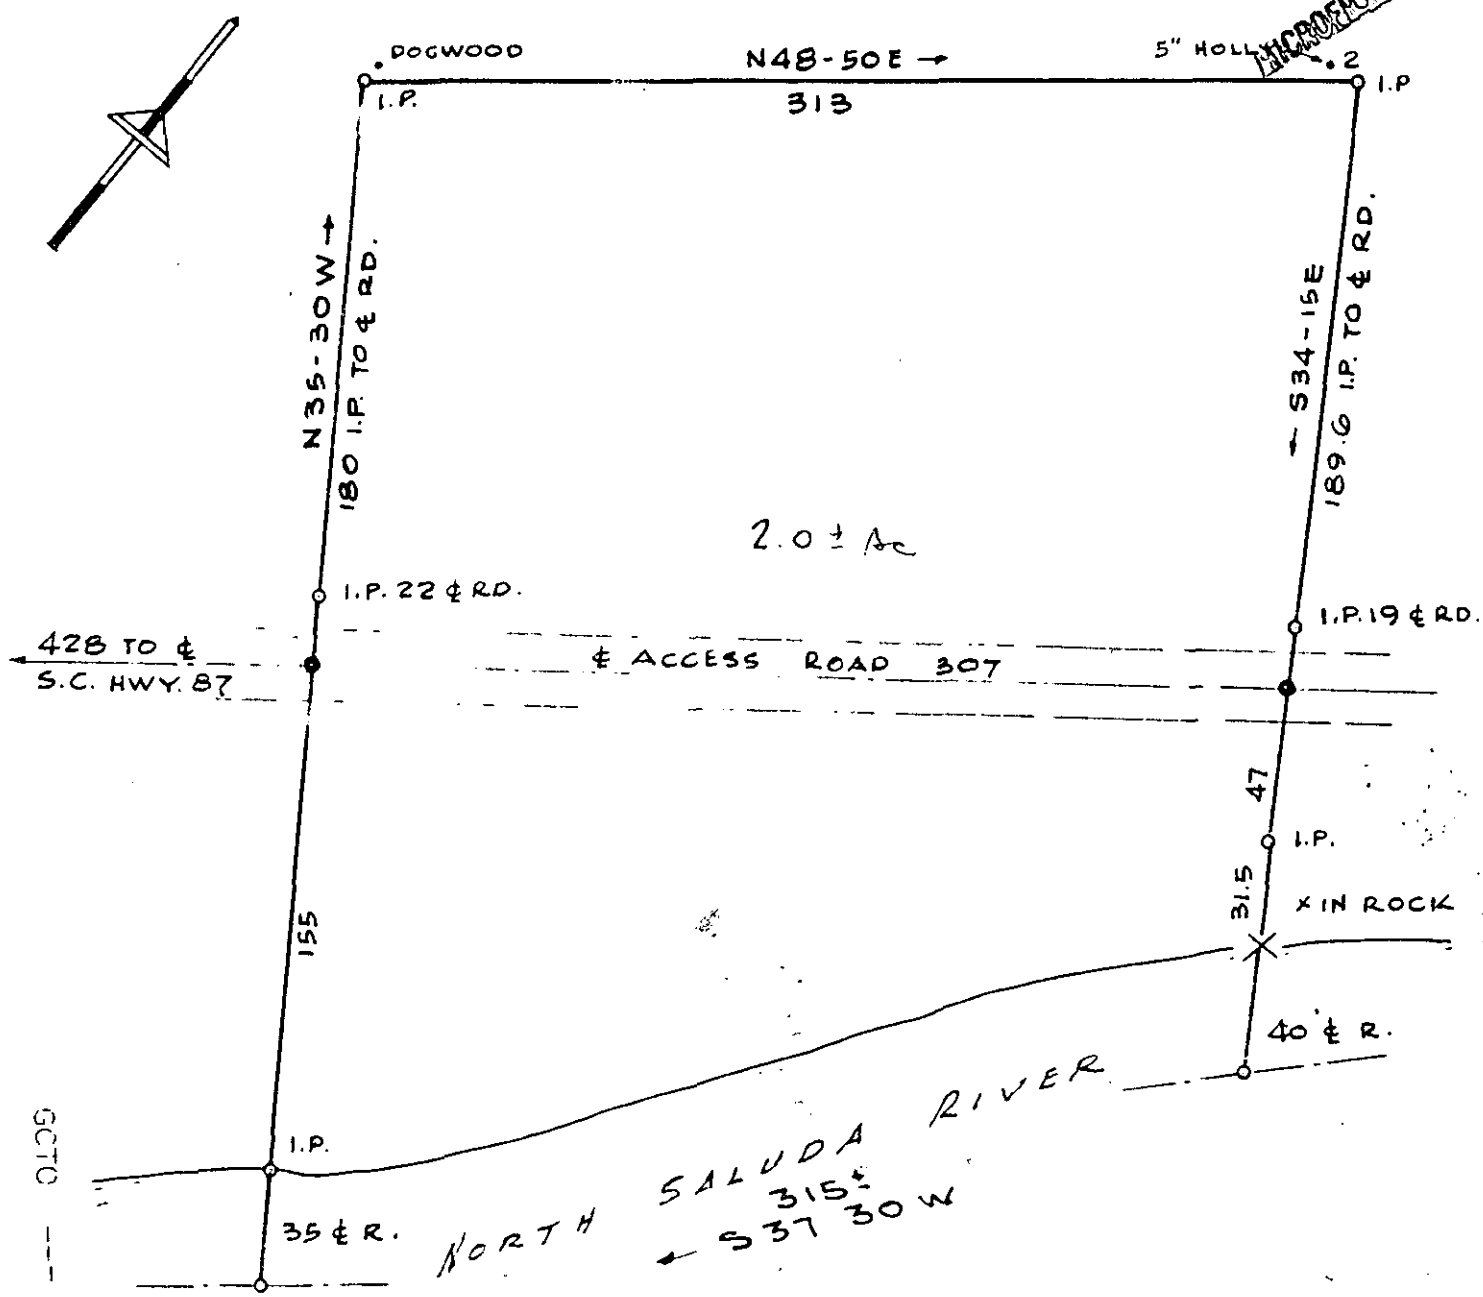 DOGWOOD
N48-50E →
5" HOLLY
2
I.P.
313
I.P
N35-30W →
180 I.P. TO ℄ RD.
← S34-15E
189.6 I.P. TO ℄ RD.
2.0 ± Ac
I.P. 22 ℄ RD.
I.P. 19 ℄ RD.
428 TO ℄
S.C. HWY. 87
℄ ACCESS ROAD 307
47
I.P.
31.5
X IN ROCK
155
40' ℄ R.
GCTO ---
I.P.
NORTH SALUDA RIVER
315±
← S 37 30 W
35 ℄ R.